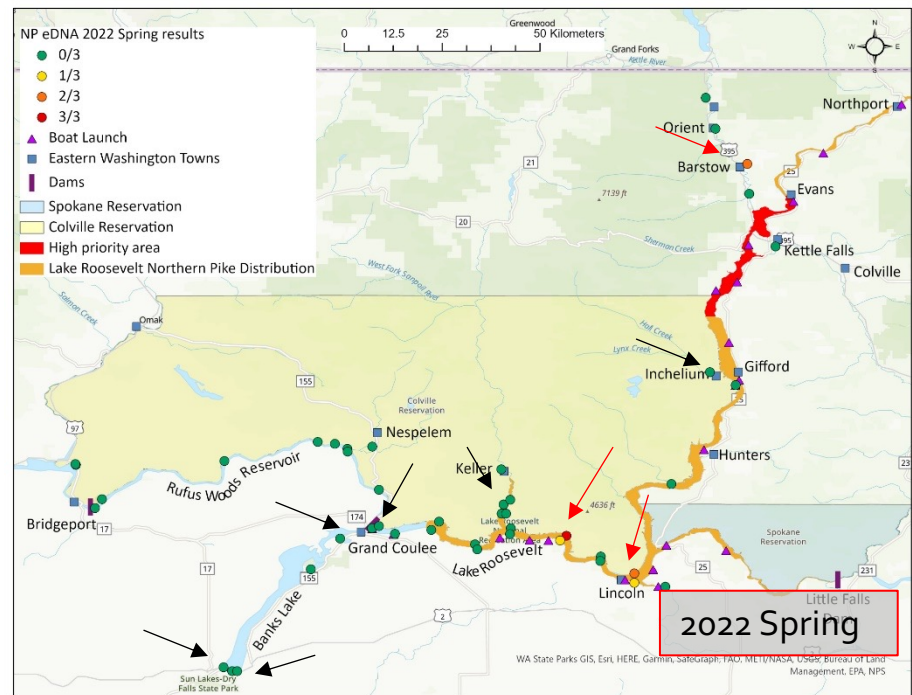 NP eDNA 2022 Spring results
0/3
1/3
2/3
3/3
Boat Launch
Eastern Washington Towns
Dams
Spokane Reservation
Colville Reservation
High priority area
Lake Roosevelt Northern Pike Distribution
0 12.5 25 50 Kilometers
Greenwood
Grand Forks
Kettle River
N
W E
S
Northport
Orient
395
Barstow
25
Evans
21
7139 ft
20
Sherman Creek
395
Kettle Falls
Colville
West Fork Sanpoil River
Salmon Creek
Omak
Hall Creek
Lynx Creek
Inchelium
Gifford
25
155
Colville
Reservation
97
Nespelem
Keller
Hunters
Rufus Woods Reservoir
4636 ft
Bridgeport
17
174
Grand Coulee
Lake Roosevelt
National
Recreation Area
Lake Roosevelt
Spokane
Reservation
231
Lincoln
25
Little Falls
17
155
Banks Lake
2
2022 Spring
Sun Lakes-Dry
Falls State Park
WA State Parks GIS, Esri, HERE, Garmin, SafeGraph, FAO, METI/NASA, USGS, Bureau of Land
Management, EPA, NPS